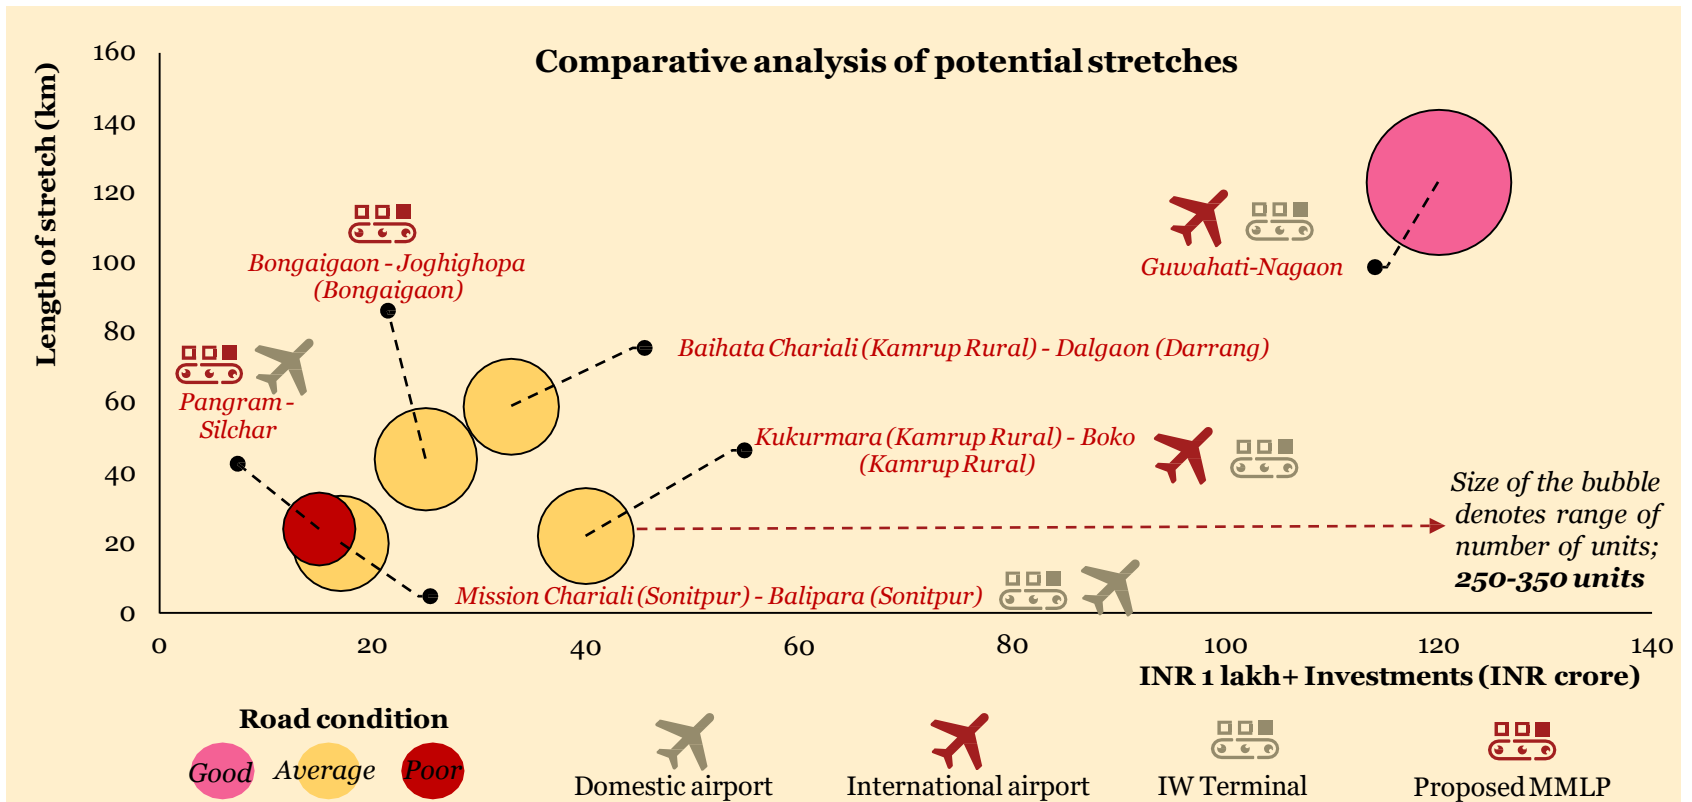 Comparative analysis of potential stretches
Length of stretch (km)
160
140
120
100
80
60
40
20
0
Bongaigaon - Joghighopa
(Bongaigaon)
Guwahati-Nagaon
Baihata Chariali (Kamrup Rural) - Dalgaon (Darrang)
Pangram -
Silchar
Kukurmara (Kamrup Rural) - Boko
(Kamrup Rural)
Size of the bubble
denotes range of
number of units;
250-350 units
Mission Chariali (Sonitpur) - Balipara (Sonitpur)
0 20 40 60 80 100 120 140
INR 1 lakh+ Investments (INR crore)
Road condition
Good Average Poor
Domestic airport International airport IW Terminal Proposed MMLP